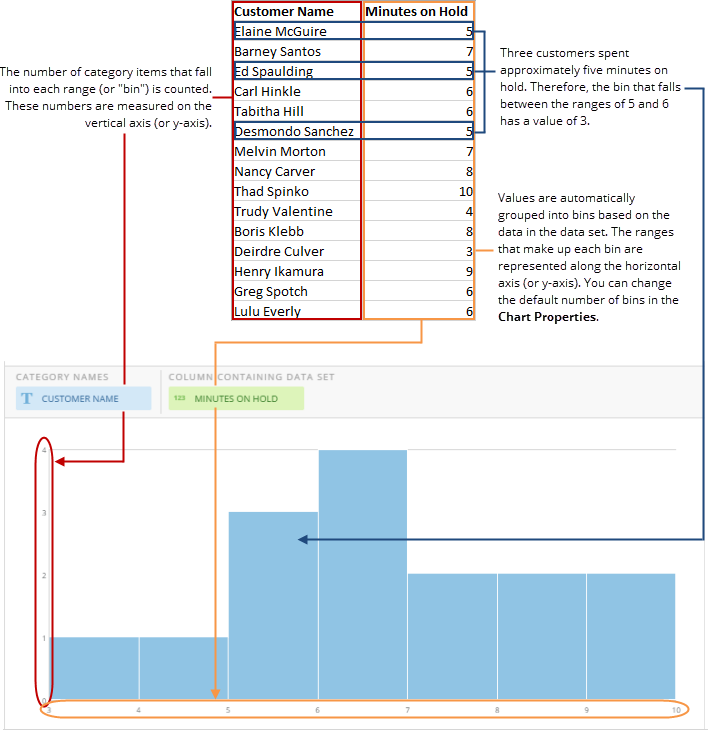 Customer Name Minutes on Hold
Elaine McGuire 5
Barney Santos 7
Ed Spaulding 5
Carl Hinkle 6
Tabitha Hill 6
Desmondo Sanchez 5
Melvin Morton 7
Nancy Carver 8
Thad Spinko 10
Trudy Valentine 4
Boris Klebb 8
Deirdre Culver 3
Henry Ikamura 9
Greg Spotch 6
Lulu Everly 6
The number of category items that fall
into each range (or "bin") is counted.
These numbers are measured on the
vertical axis (or y-axis).
Three customers spent
approximately five minutes on
hold. Therefore, the bin that falls
between the ranges of 5 and 6
has a value of 3.
Values are automatically
grouped into bins based on the
data in the data set. The ranges
that make up each bin are
represented along the horizontal
axis (or y-axis). You can change
the default number of bins in the
Chart Properties.
CATEGORY NAMES COLUMN CONTAINING DATA SET
T CUSTOMER NAME 123 MINUTES ON HOLD
4
3
2
1
0
3 4 5 6 7 8 9 10